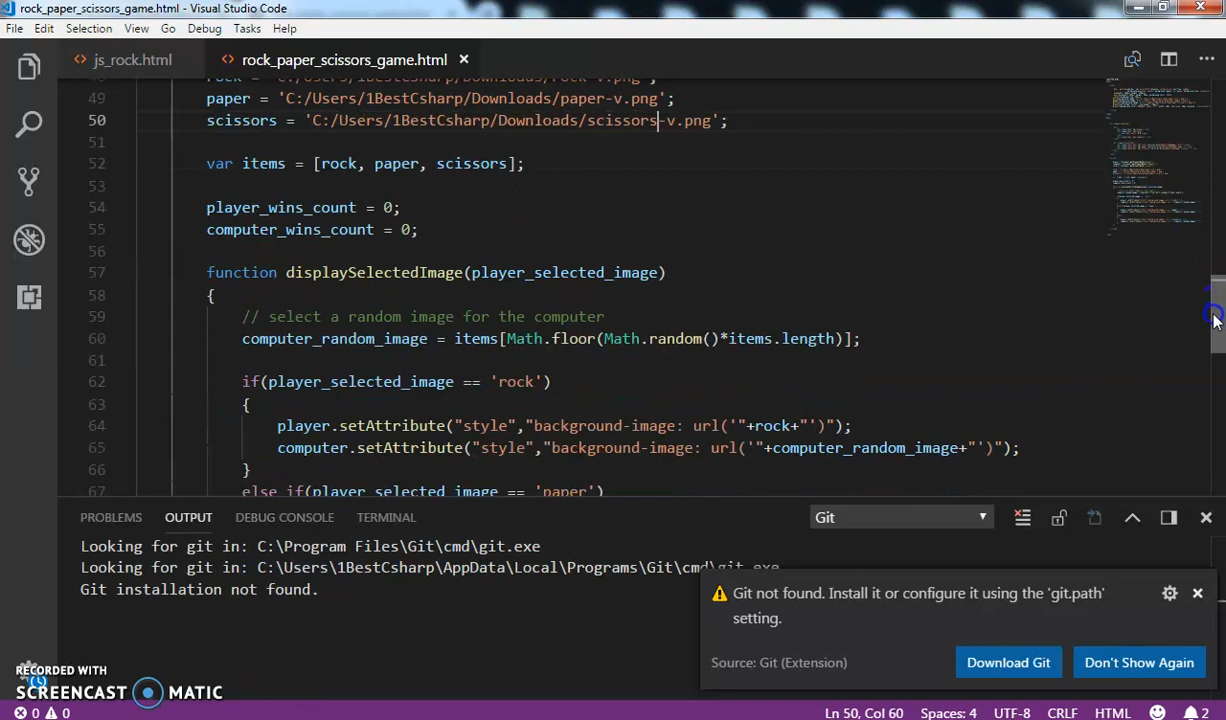 rock_paper_scissors_game.html - Visual Studio Code
File Edit Selection View Go Debug Tasks Help
js_rock.html rock_paper_scissors_game.html
rock = 'C:/Users/1BestCsharp/Downloads/rock-v.png';
49 paper = 'C:/Users/1BestCsharp/Downloads/paper-v.png';
50 scissors = 'C:/Users/1BestCsharp/Downloads/scissors-v.png';
51
52 var items = [rock, paper, scissors];
53
54 player_wins_count = 0;
55 computer_wins_count = 0;
56
57 function displaySelectedImage(player_selected_image)
58 {
59 // select a random image for the computer
60 computer_random_image = items[Math.floor(Math.random()*items.length)];
61
62 if(player_selected_image == 'rock')
63 {
64 player.setAttribute("style","background-image: url('"+rock+"')");
65 computer.setAttribute("style","background-image: url('"+computer_random_image+"')");
66 }
67 else if(player_selected_image == 'paper')
PROBLEMS OUTPUT DEBUG CONSOLE TERMINAL Git
Looking for git in: C:\Program Files\Git\cmd\git.exe
Looking for git in: C:\Users\1BestCsharp\AppData\Local\Programs\Git\cmd\git.exe
Git installation not found.
Git not found. Install it or configure it using the 'git.path'
setting.
Source: Git (Extension) Download Git Don't Show Again
RECORDED WITH
SCREENCAST MATIC
0 0 Ln 50, Col 60 Spaces: 4 UTF-8 CRLF HTML 2